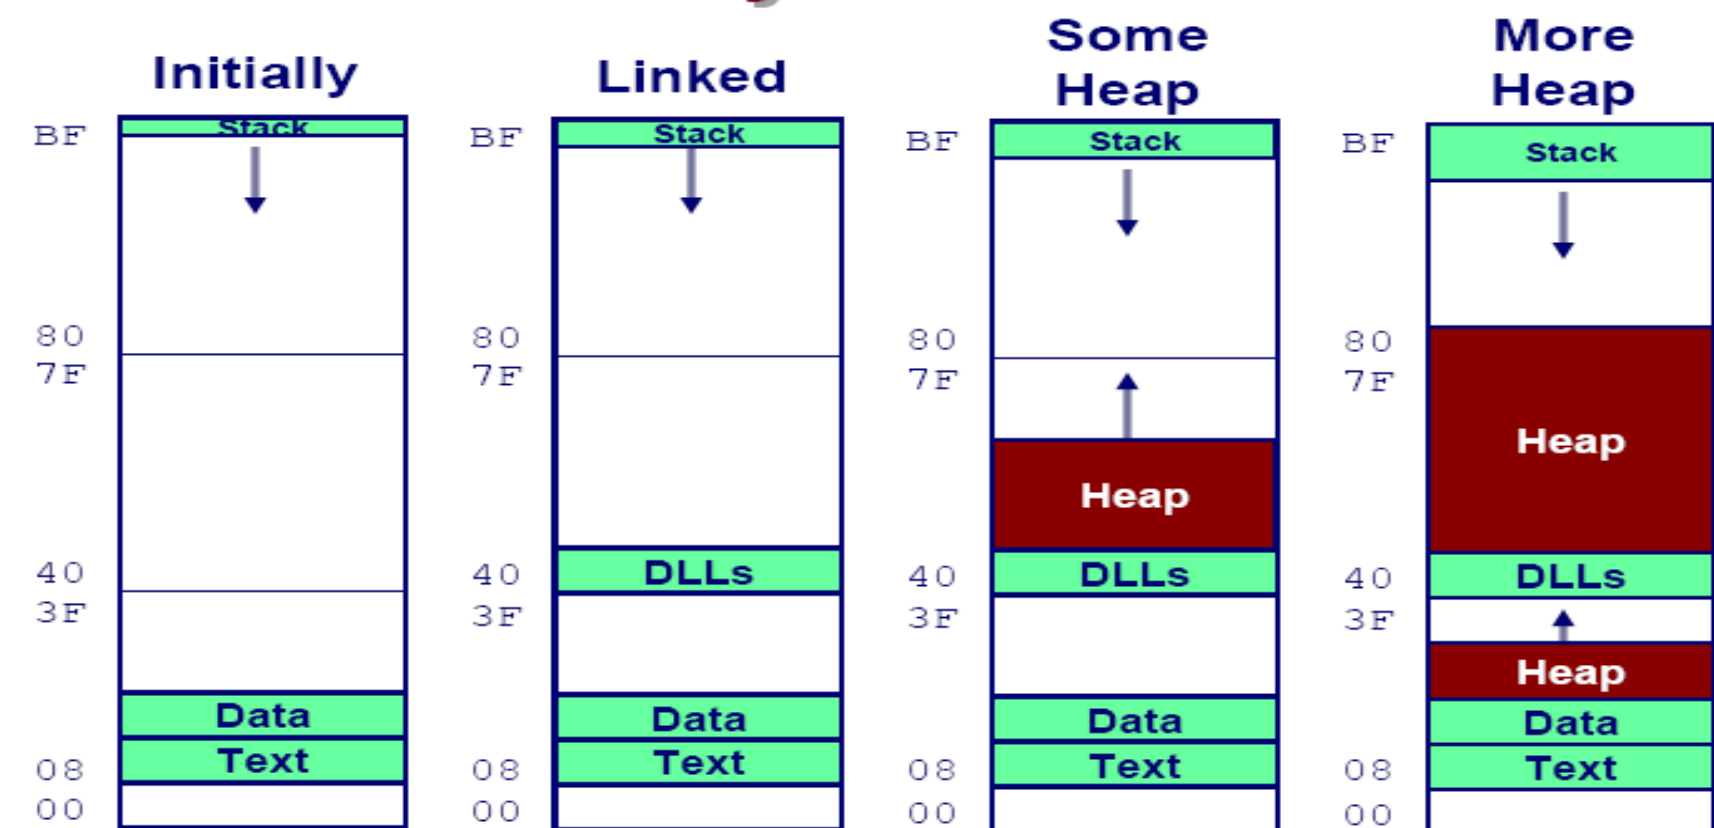 Initially
BF
Stack
80
7F
40
3F
Data
Text
08
00
Linked
BF
Stack
80
7F
DLLs
40
3F
Data
Text
08
00
Some
Heap
BF
Stack
80
7F
Heap
DLLs
40
3F
Data
Text
08
00
More
Heap
BF
Stack
80
7F
Heap
DLLs
40
3F
Heap
Data
Text
08
00